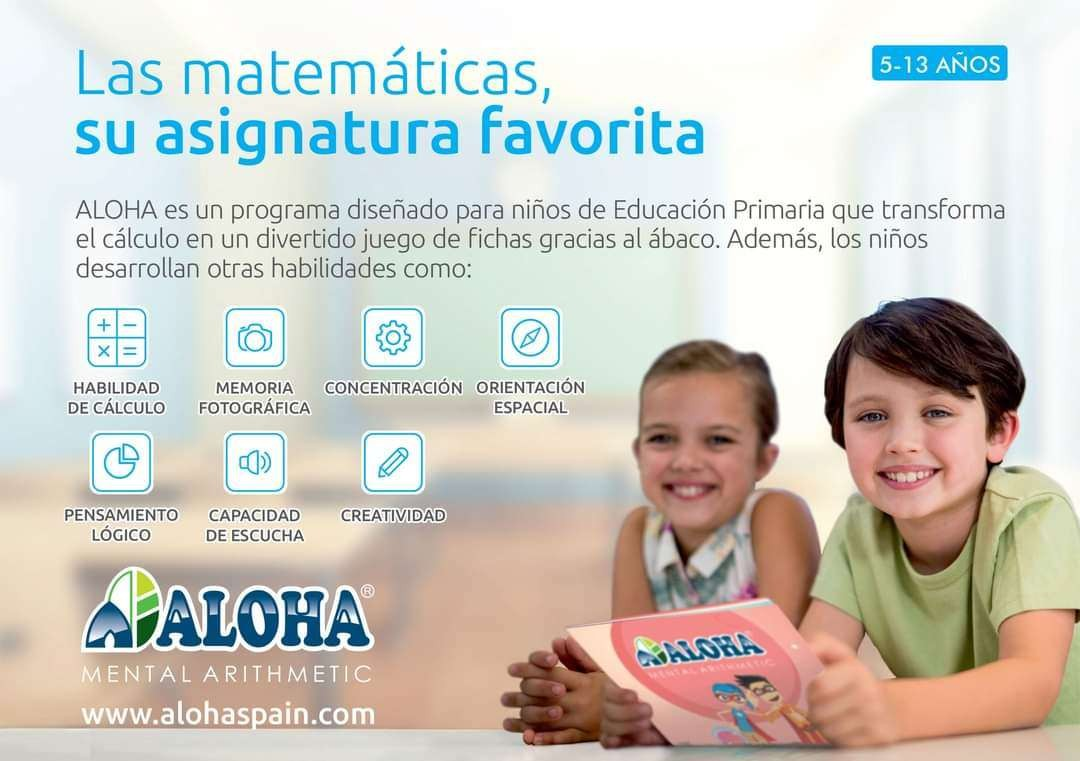 Las matemáticas,
su asignatura favorita
5-13 AÑOS
ALOHA es un programa diseñado para niños de Educación Primaria que transforma
el cálculo en un divertido juego de fichas gracias al ábaco. Además, los niños
desarrollan otras habilidades como:
HABILIDAD
DE CÁLCULO
MEMORIA
FOTOGRÁFICA
CONCENTRACIÓN
ORIENTACIÓN
ESPACIAL
PENSAMIENTO
LÓGICO
CAPACIDAD
DE ESCUCHA
CREATIVIDAD
ALOHA®
MENTAL ARITHMETIC
www.alohaspain.com
ALOHA
MENTAL ARITHMETIC